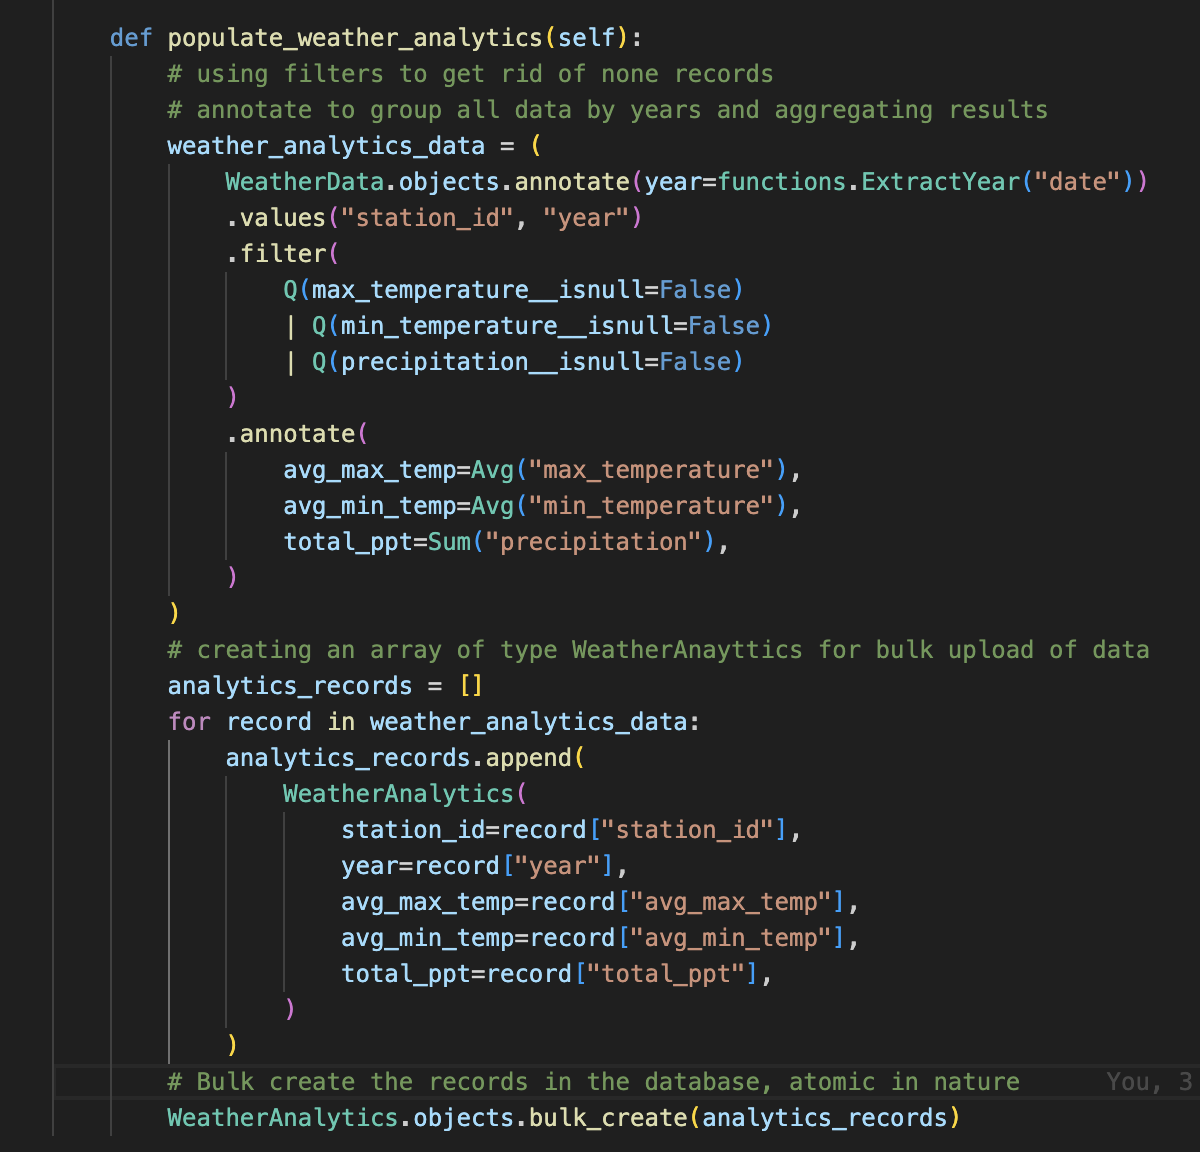 def populate_weather_analytics(self):
# using filters to get rid of none records
# annotate to group all data by years and aggregating results
weather_analytics_data = (
WeatherData.objects.annotate(year=functions.ExtractYear("date"))
.values("station_id", "year")
.filter(
Q(max_temperature__isnull=False)
| Q(min_temperature__isnull=False)
| Q(precipitation__isnull=False)
)
.annotate(
avg_max_temp=Avg("max_temperature"),
avg_min_temp=Avg("min_temperature"),
total_ppt=Sum("precipitation"),
)
)
# creating an array of type WeatherAnayttics for bulk upload of data
analytics_records = []
for record in weather_analytics_data:
analytics_records.append(
WeatherAnalytics(
station_id=record["station_id"],
year=record["year"],
avg_max_temp=record["avg_max_temp"],
avg_min_temp=record["avg_min_temp"],
total_ppt=record["total_ppt"],
)
)
# Bulk create the records in the database, atomic in nature You, 3
WeatherAnalytics.objects.bulk_create(analytics_records)